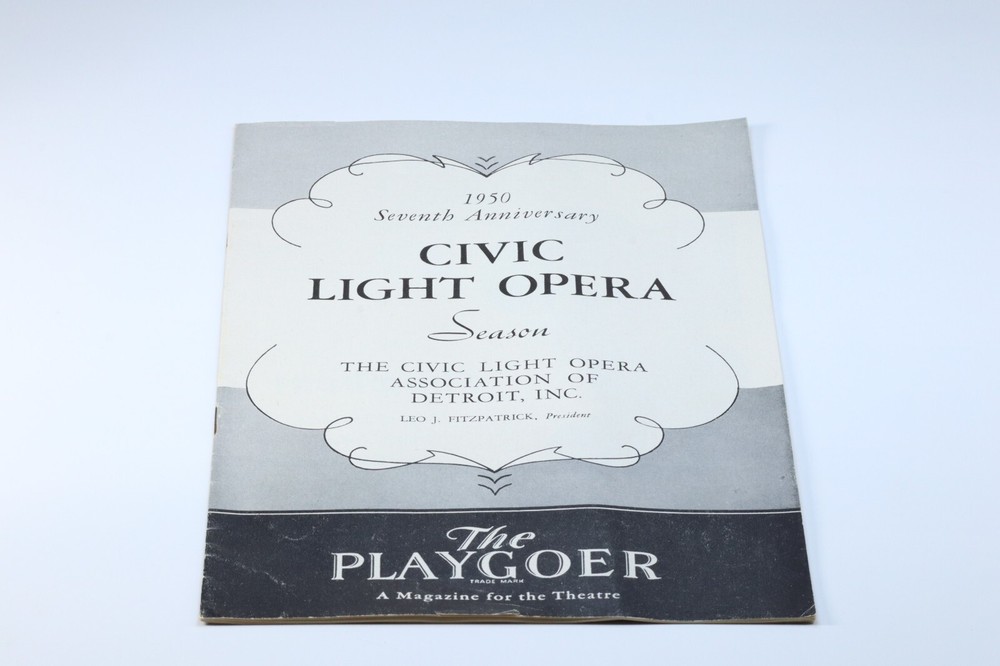 1950
Seventh Anniversary
CIVIC
LIGHT OPERA
Season
THE CIVIC LIGHT OPERA
ASSOCIATION OF
DETROIT, INC.
LEO J. FITZPATRICK, President
The
PLAYGOER
TRADE MARK
A Magazine for the Theatre